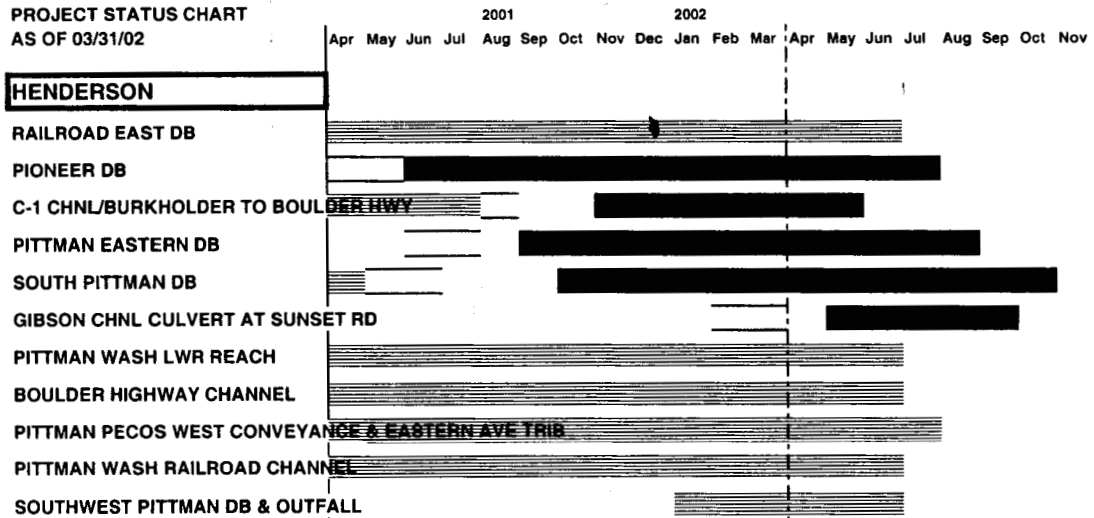 PROJECT STATUS CHART 2001 2002
AS OF 03/31/02 Apr May Jun Jul Aug Sep Oct Nov Dec Jan Feb Mar Apr May Jun Jul Aug Sep Oct Nov
HENDERSON
RAILROAD EAST DB
PIONEER DB
C-1 CHNL/BURKHOLDER TO BOULDER HWY
PITTMAN EASTERN DB
SOUTH PITTMAN DB
GIBSON CHNL CULVERT AT SUNSET RD
PITTMAN WASH LWR REACH
BOULDER HIGHWAY CHANNEL
PITTMAN PECOS WEST CONVEYANCE & EASTERN AVE TRIB
PITTMAN WASH RAILROAD CHANNEL
SOUTHWEST PITTMAN DB & OUTFALL